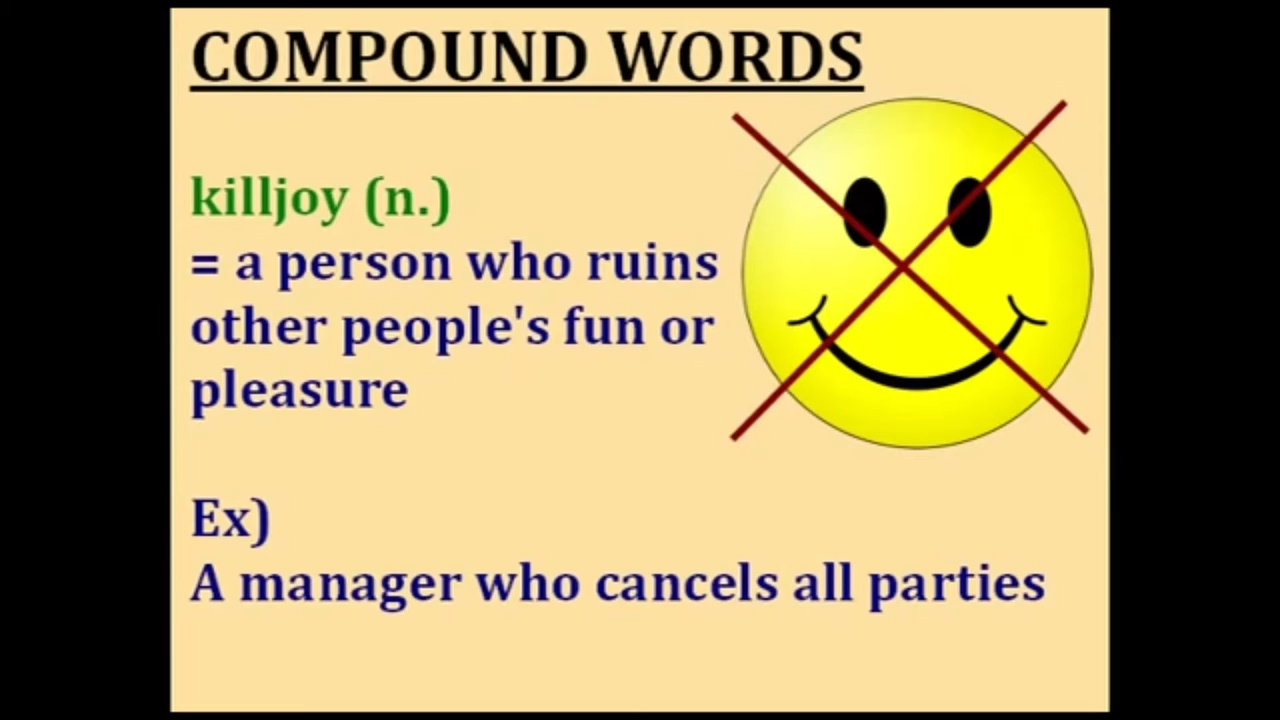 COMPOUND WORDS
killjoy (n.)
= a person who ruins
other people's fun or
pleasure
Ex)
A manager who cancels all parties